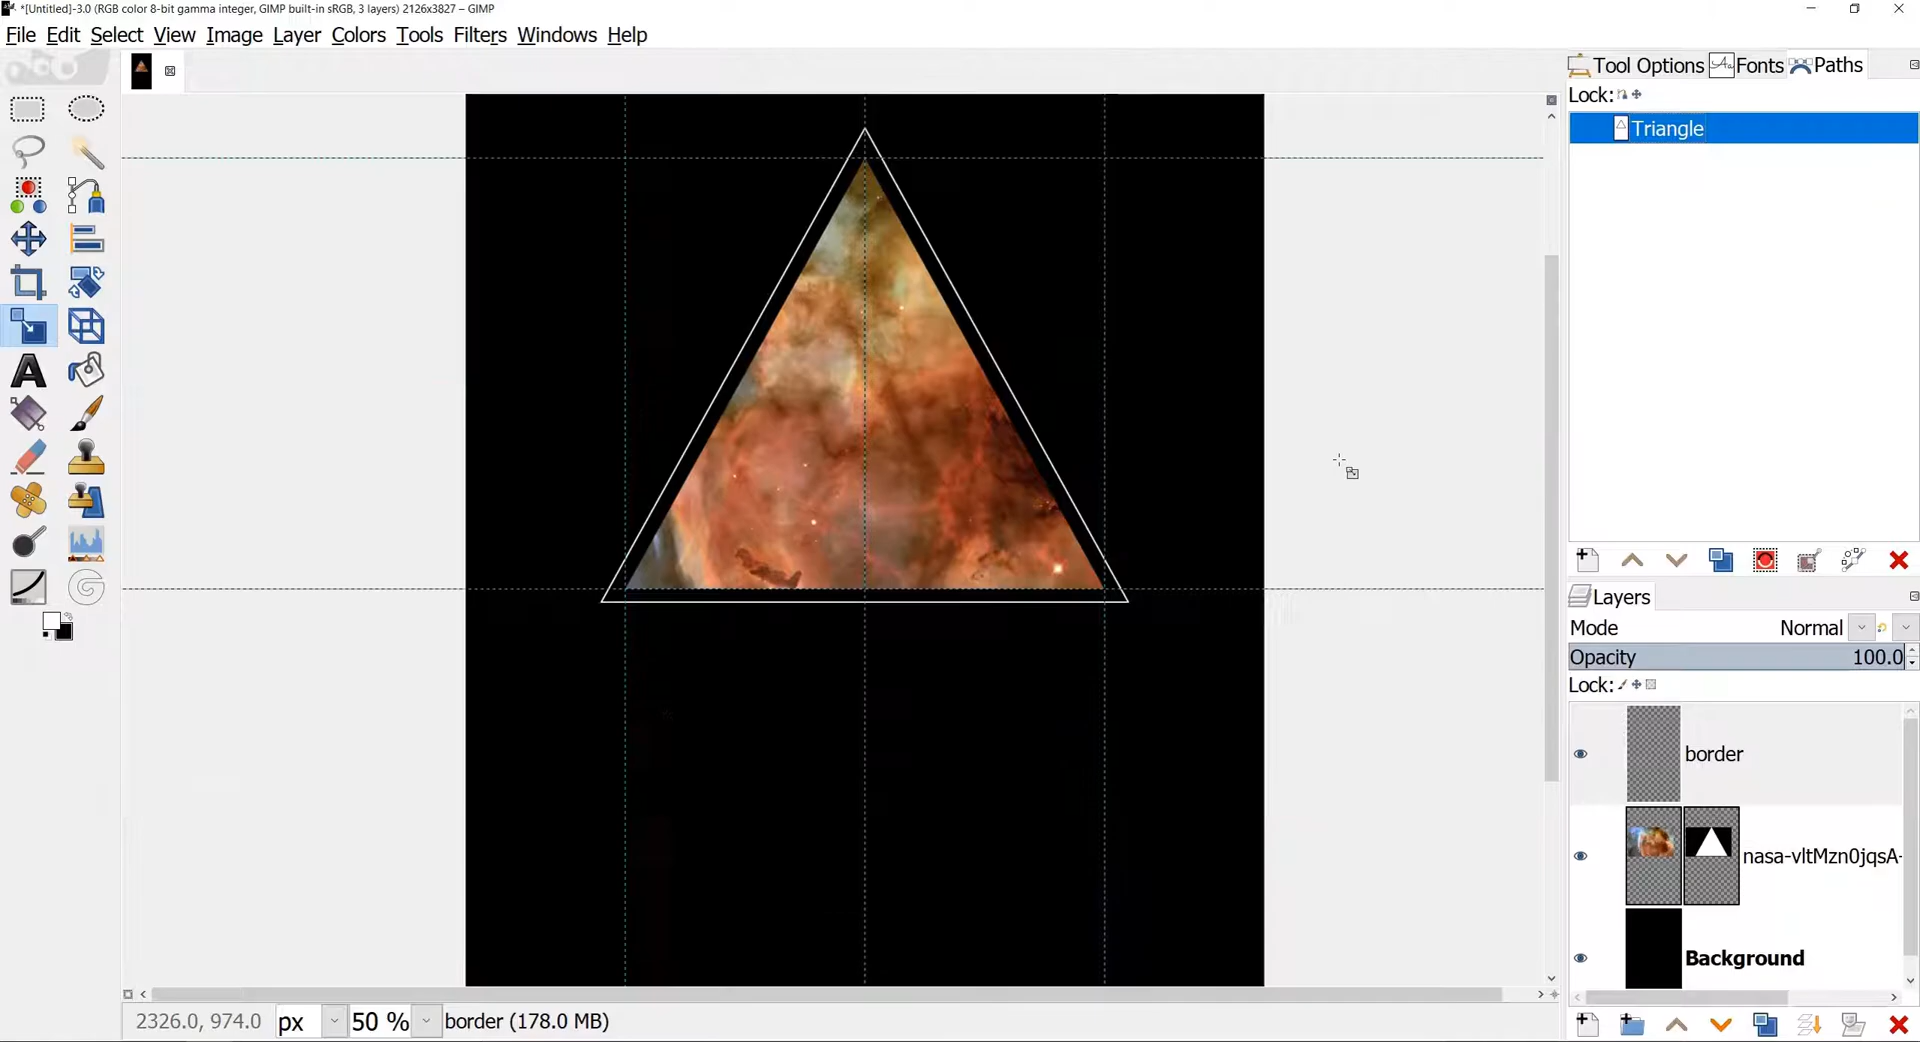 *[Untitled]-3.0 (RGB color 8-bit gamma integer, GIMP built-in sRGB, 3 layers) 2126x3827 – GIMP
File Edit Select View Image Layer Colors Tools Filters Windows Help
Tool Options Fonts Paths
Lock:
Triangle
Layers
Mode Normal
Opacity 100.0
Lock:
border
nasa-vltMzn0jqsA-
Background
2326.0, 974.0 px 50 % border (178.0 MB)